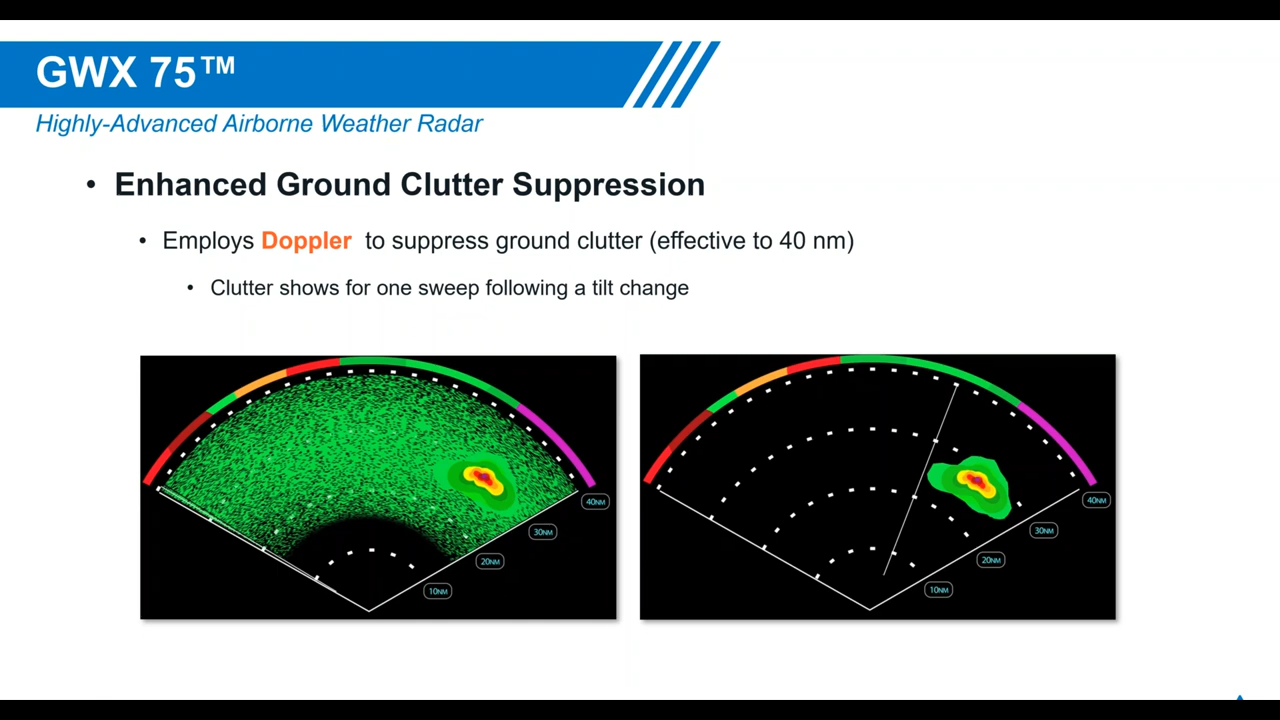 GWX 75™
Highly-Advanced Airborne Weather Radar
• Enhanced Ground Clutter Suppression
• Employs Doppler to suppress ground clutter (effective to 40 nm)
• Clutter shows for one sweep following a tilt change
40NM
30NM
20NM
10NM
40NM
30NM
20NM
10NM